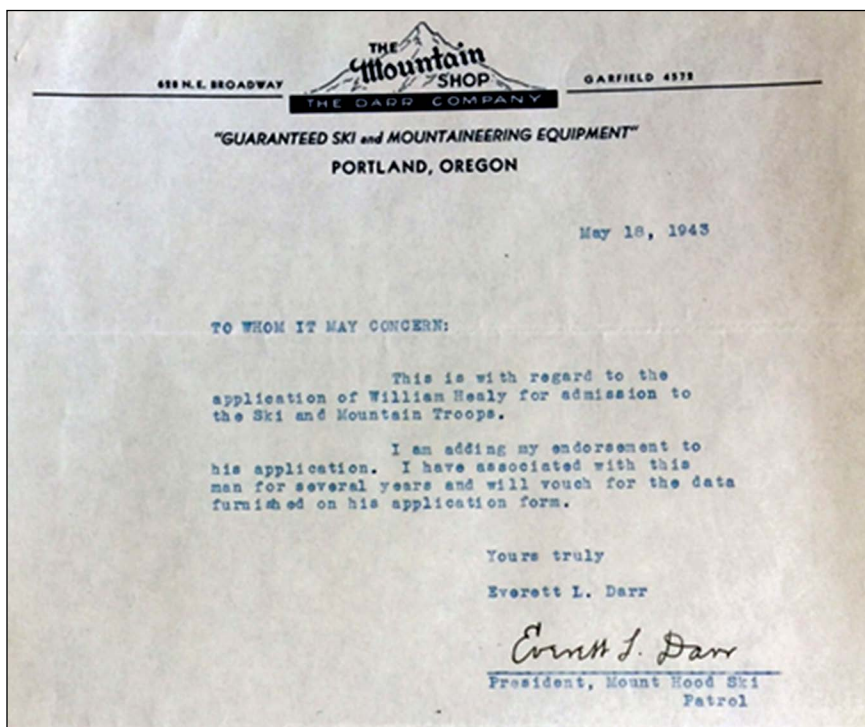 THE
Mountain
SHOP
628 N.E. BROADWAY
GARFIELD 4572
THE DARR COMPANY
"GUARANTEED SKI and MOUNTAINEERING EQUIPMENT"
PORTLAND, OREGON
May 18, 1943
TO WHOM IT MAY CONCERN:
This is with regard to the
application of William Healy for admission to
the Ski and Mountain Troops.
I am adding my endorsement to
his application. I have associated with this
man for several years and will vouch for the data
furnished on his application form.
Yours truly
Everett L. Darr
Everett L. Darr
President, Mount Hood Ski
Patrol